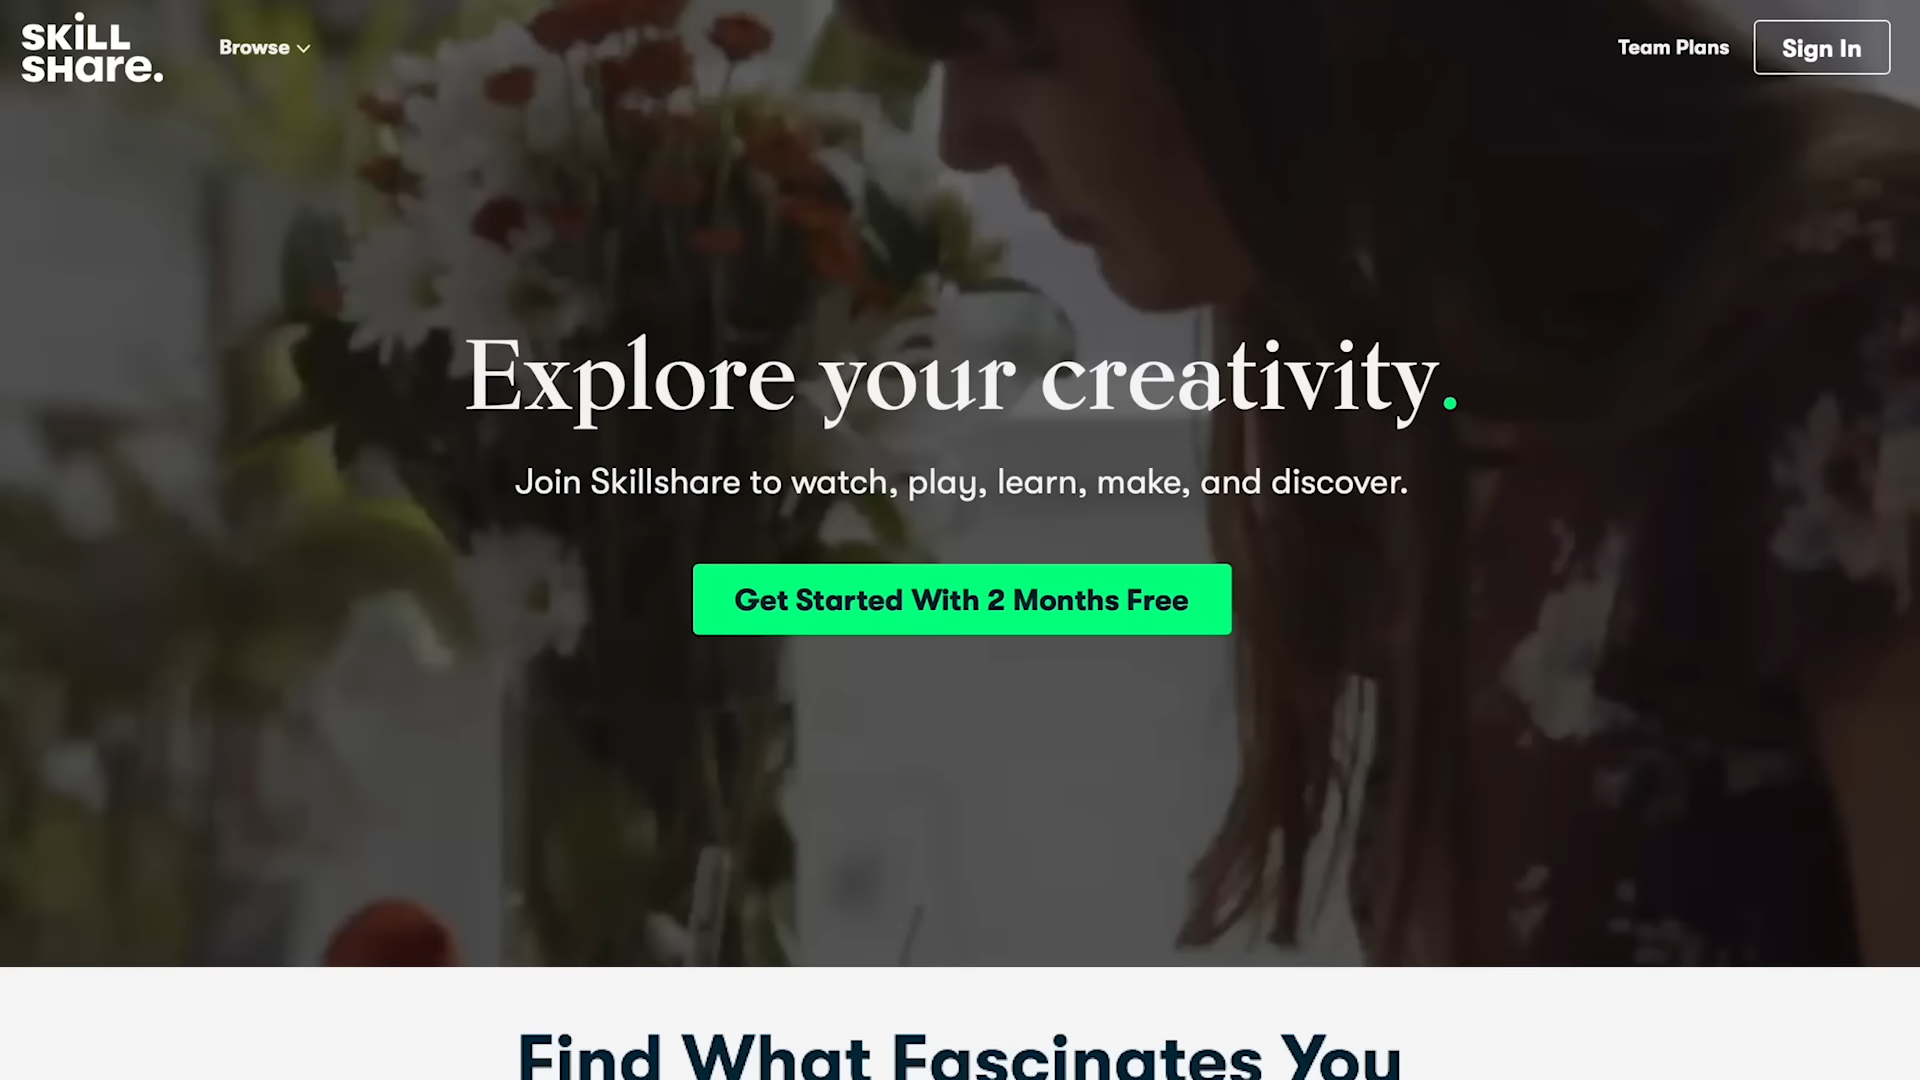 SKiLL
SHare.
Browse
Team Plans
Sign In
Explore your creativity.
Join Skillshare to watch, play, learn, make, and discover.
Get Started With 2 Months Free
Find What Fascinates You